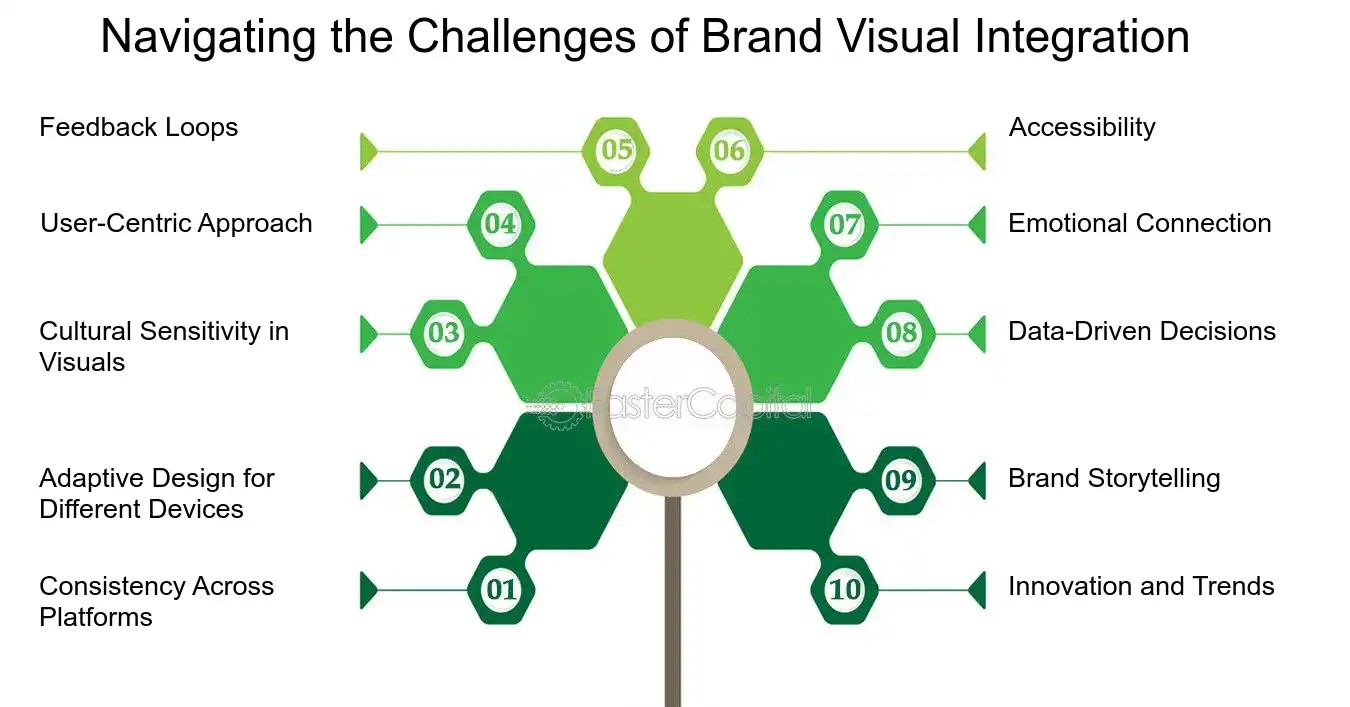 Navigating the Challenges of Brand Visual Integration
Feedback Loops
05
06
Accessibility
User-Centric Approach
04
07
Emotional Connection
Cultural Sensitivity in
Visuals
03
08
Data-Driven Decisions
FasterCapital
Adaptive Design for
Different Devices
02
09
Brand Storytelling
Consistency Across
Platforms
01
10
Innovation and Trends